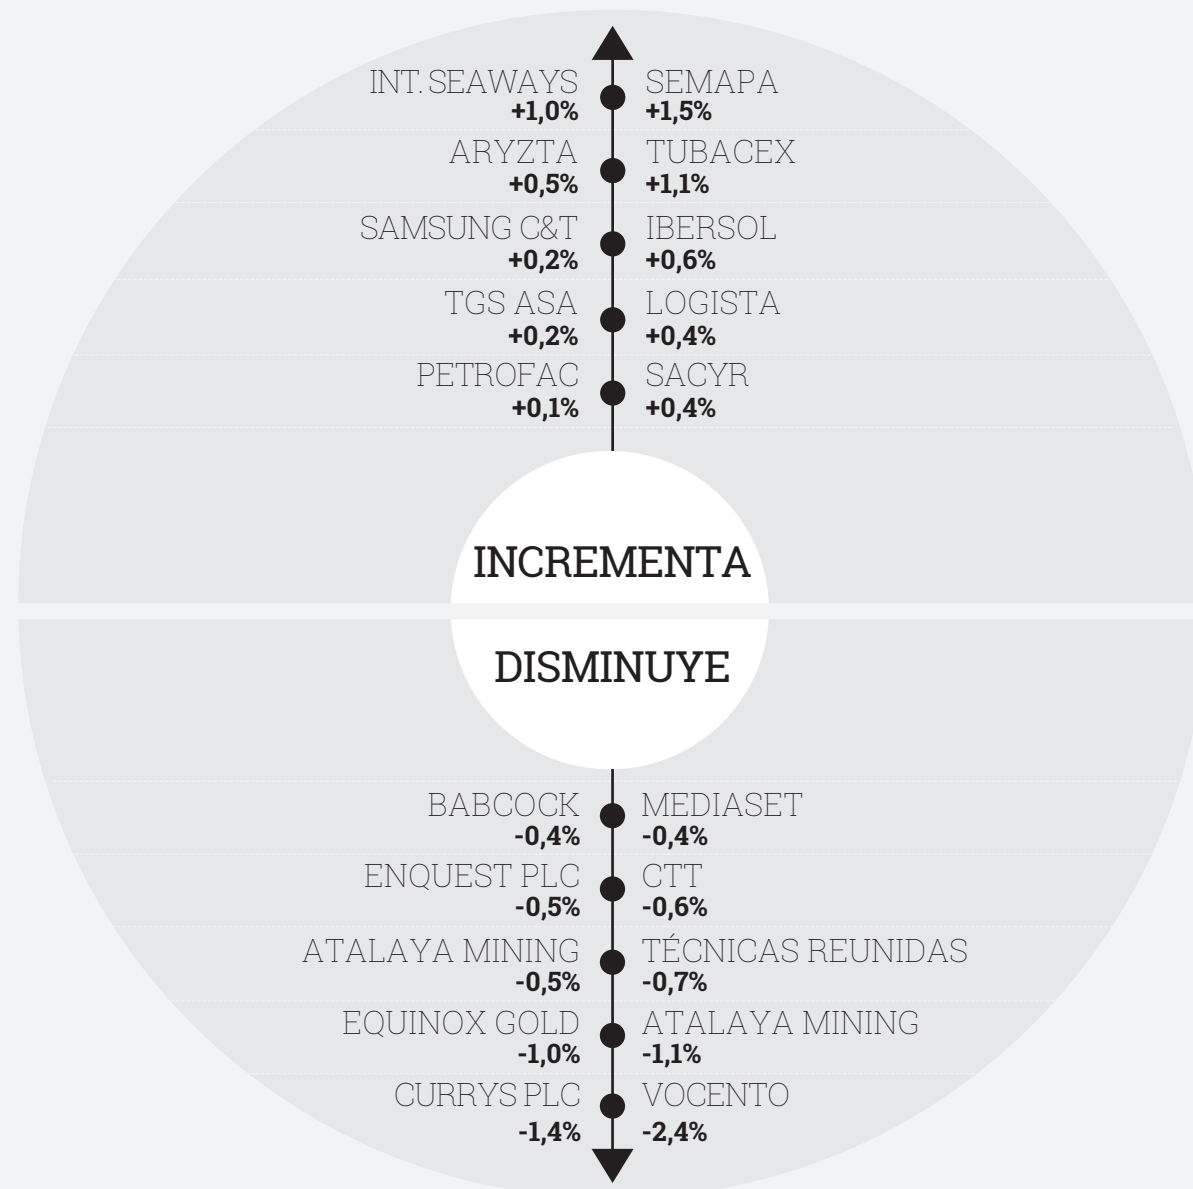 INT. SEAWAYS SEMAPA
+1,0% +1,5%
ARYZTA TUBACEX
+0,5% +1,1%
SAMSUNG C&T IBERSOL
+0,2% +0,6%
TGS ASA LOGISTA
+0,2% +0,4%
PETROFAC SACYR
+0,1% +0,4%
INCREMENTA
DISMINUYE
BABCOCK MEDIASET
-0,4% -0,4%
ENQUEST PLC CTT
-0,5% -0,6%
ATALAYA MINING TÉCNICAS REUNIDAS
-0,5% -0,7%
EQUINOX GOLD ATALAYA MINING
-1,0% -1,1%
CURRYS PLC VOCENTO
-1,4% -2,4%